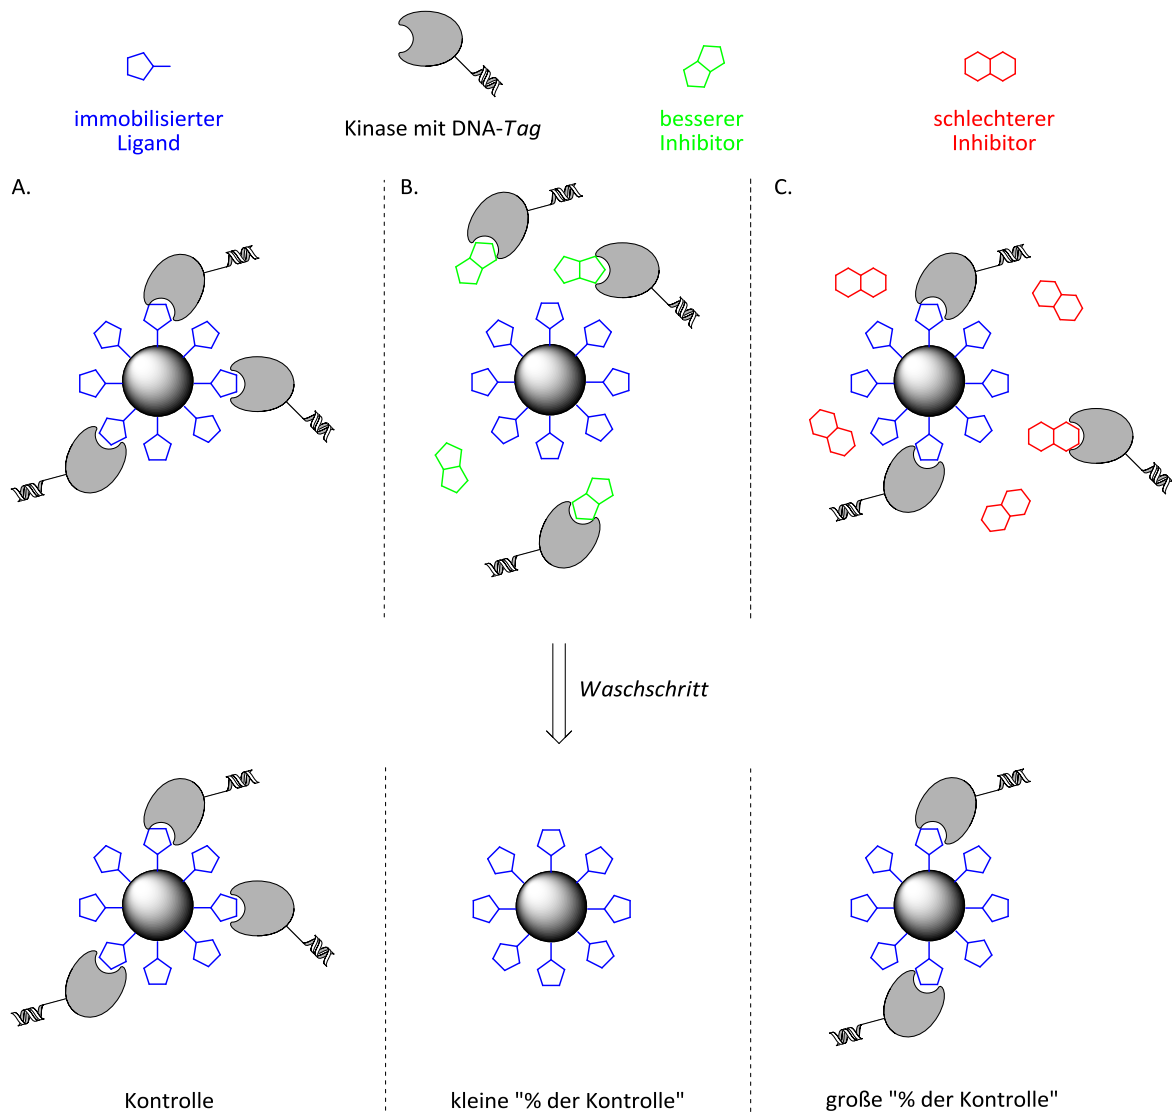 immobilisierter
Ligand
Kinase mit DNA-Tag
besserer
Inhibitor
schlechterer
Inhibitor
A.
B.
C.
Waschschritt
Kontrolle
kleine "% der Kontrolle"
große "% der Kontrolle"